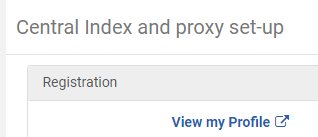 Central Index and proxy set-up
Registration
View my Profile